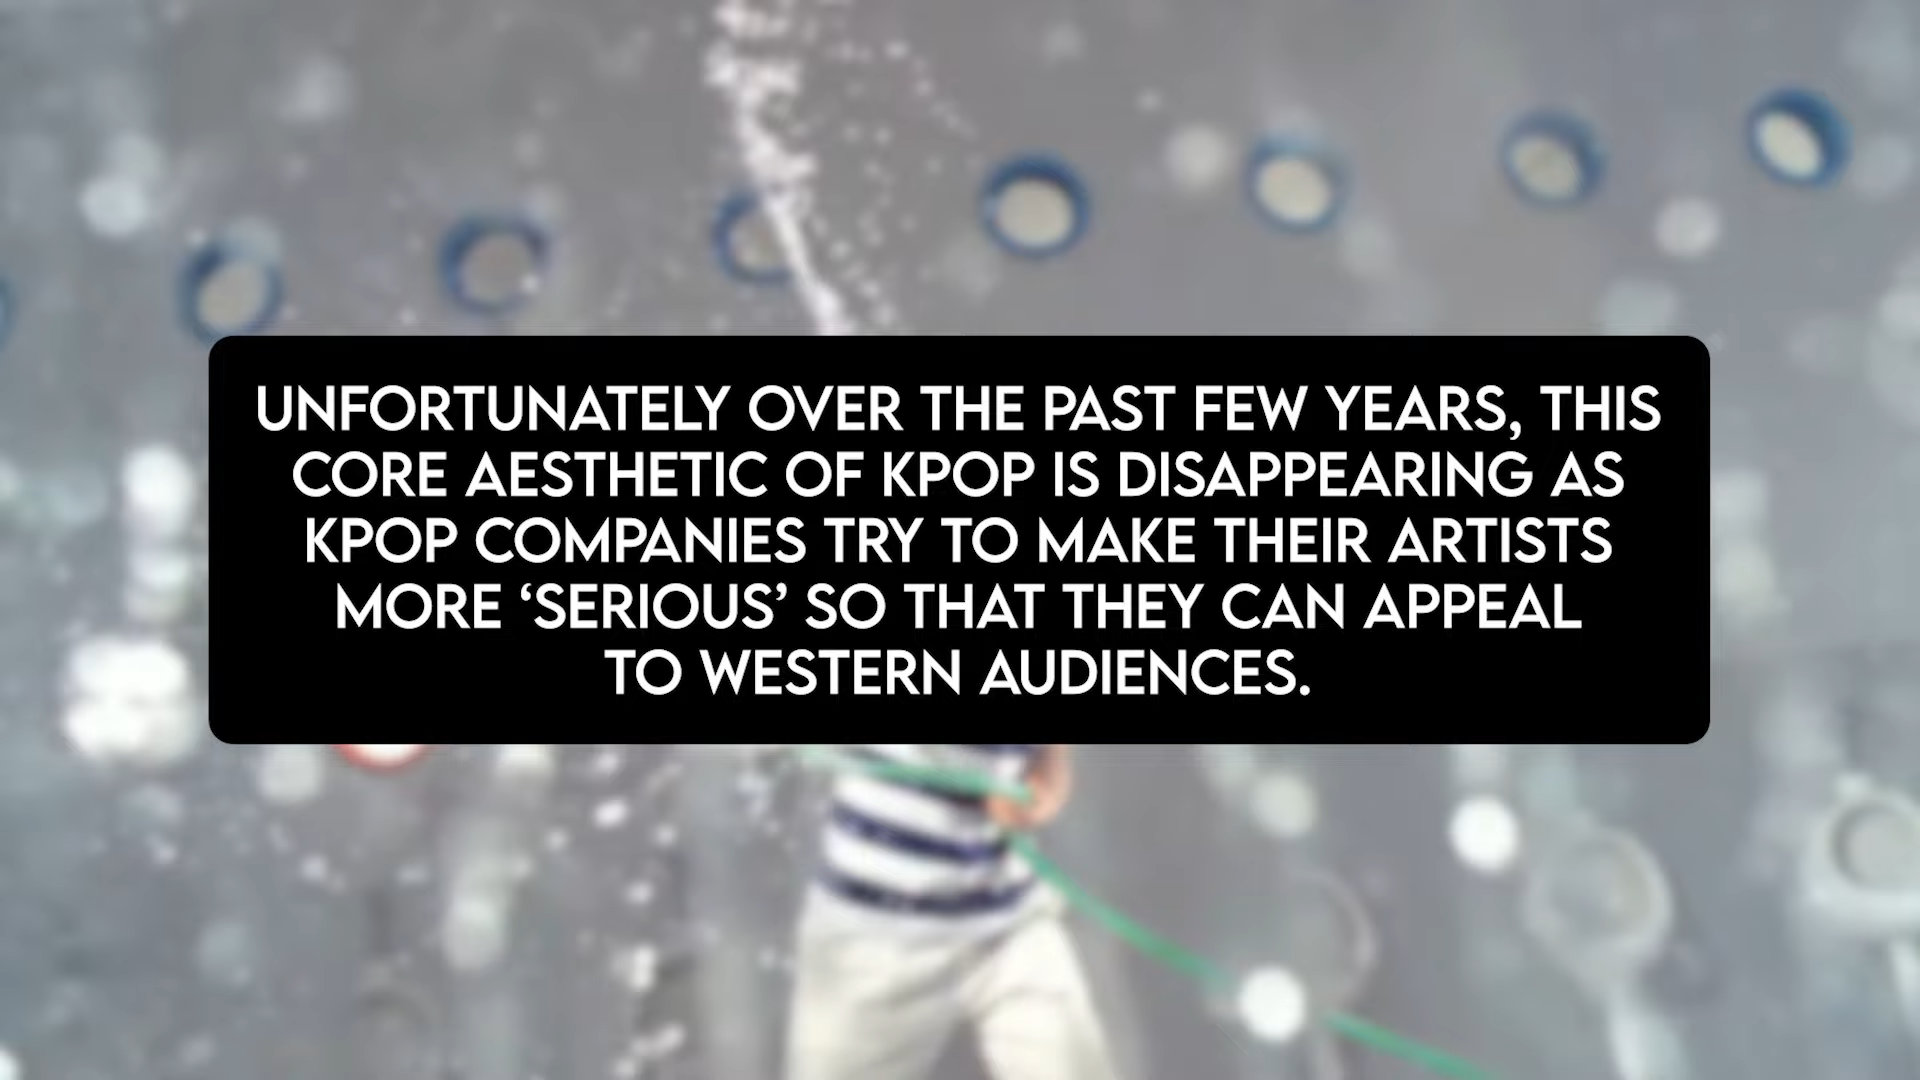 UNFORTUNATELY OVER THE PAST FEW YEARS, THIS
CORE AESTHETIC OF KPOP IS DISAPPEARING AS
KPOP COMPANIES TRY TO MAKE THEIR ARTISTS
MORE ‘SERIOUS’ SO THAT THEY CAN APPEAL
TO WESTERN AUDIENCES.